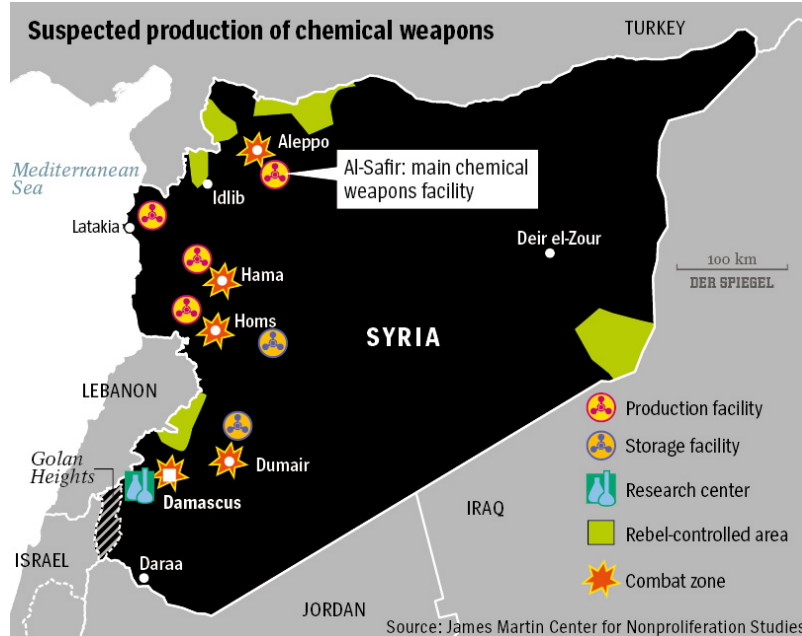 Suspected production of chemical weapons
TURKEY
Aleppo
Mediterranean
Sea
Al-Safir: main chemical
weapons facility
Idlib
Latakia
Deir el-Zour
Hama
100 km
DER SPIEGEL
Homs
SYRIA
LEBANON
Production facility
Storage facility
Golan
Heights
Dumair
Damascus
Research center
IRAQ
Rebel-controlled area
ISRAEL
Daraa
Combat zone
JORDAN
Source: James Martin Center for Nonproliferation Studies